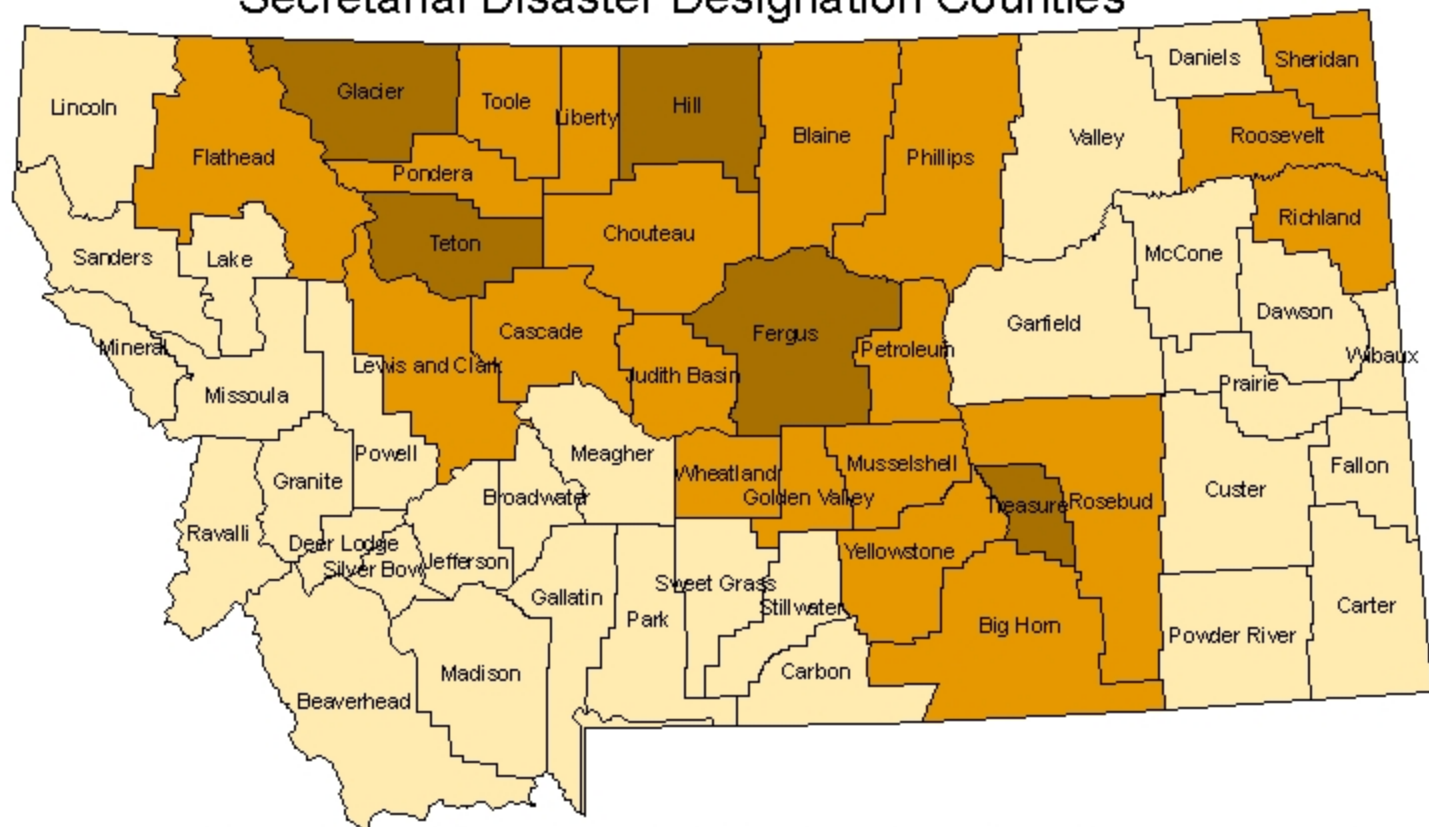 Secretarial Disaster Designation Counties
Daniels
Sheridan
Glacier
Lincoln
Toole
Liberty
Hill
Blaine
Valley
Roosevelt
Flathead
Phillips
Pondera
Richland
Chouteau
Teton
McCone
Sanders
Lake
Dawson
Garfield
Cascade
Fergus
Mineral
Petroleum
Wibaux
Lewis and Clark
Judith Basin
Prairie
Missoula
Powell
Meagher
Musselshell
Fallon
Granite
Wheatland
Custer
Broadwater
Golden Valley
Treasure
Rosebud
Ravalli
Deer Lodge
Yellowstone
Jefferson
Silver Bow
Sweet Grass
Gallatin
Stillwater
Carter
Park
Big Horn
Powder River
Madison
Carbon
Beaverhead